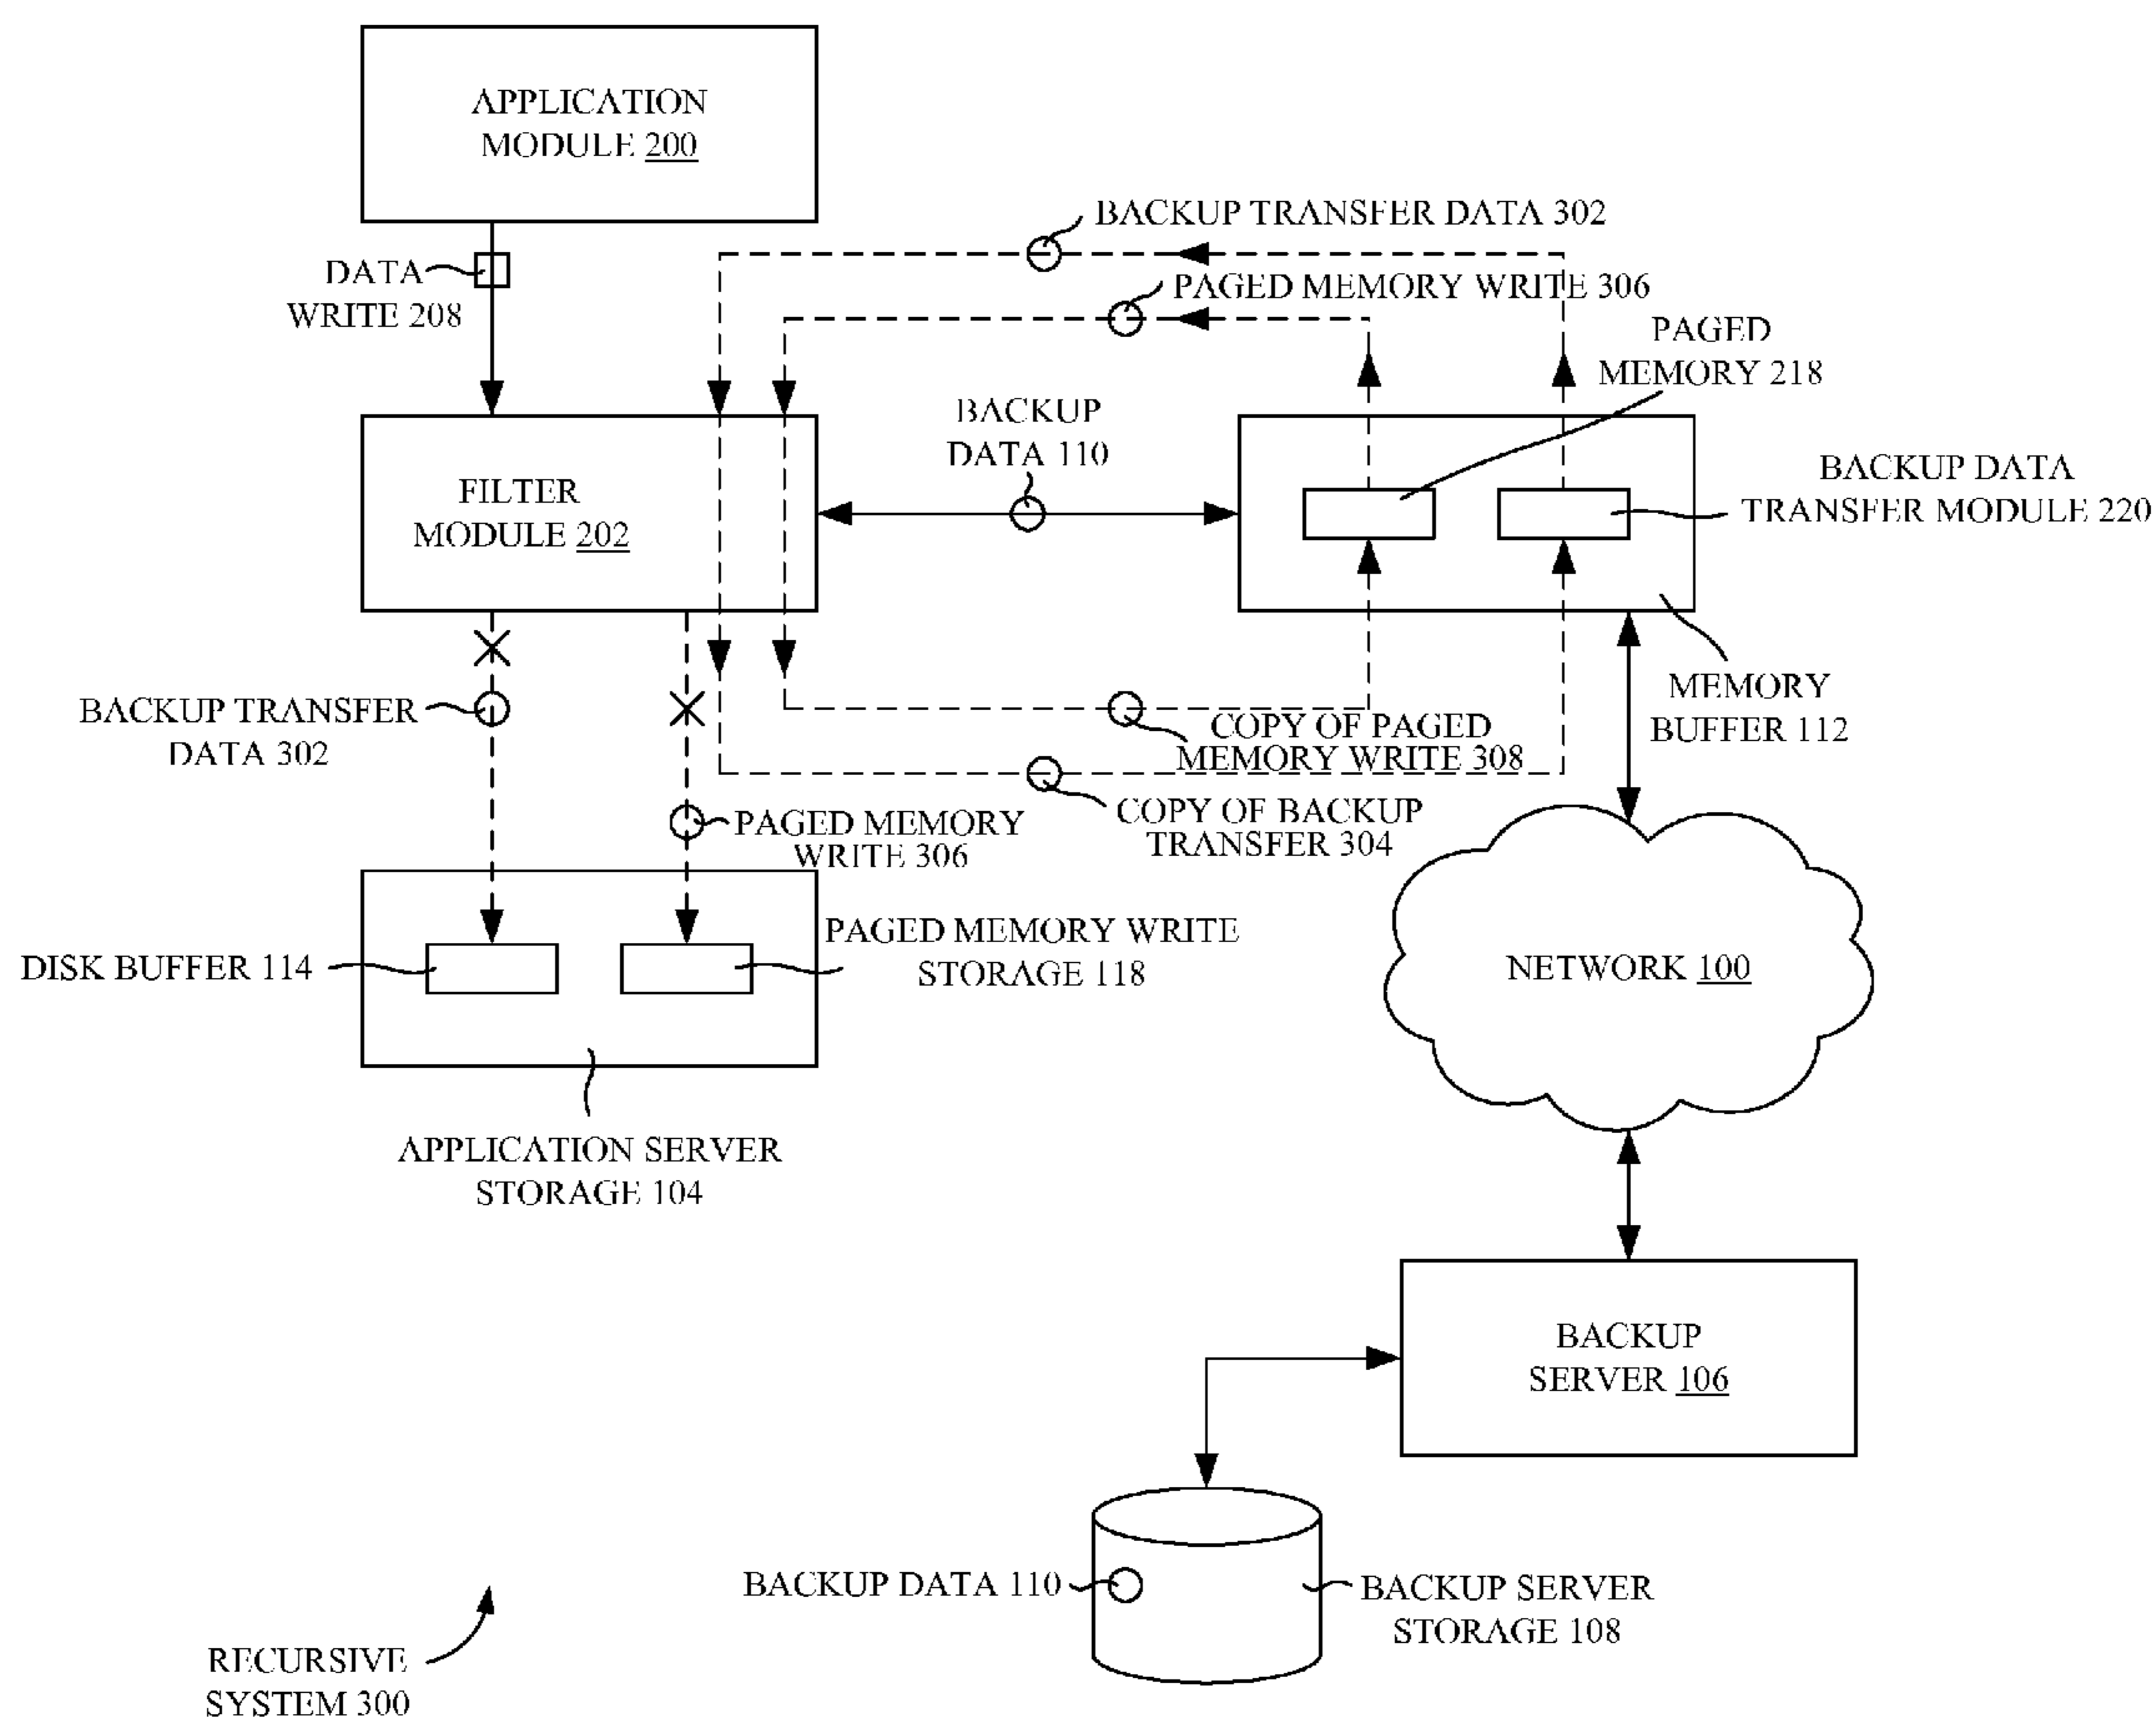 APPLICATION
MODULE 200
BACKUP TRANSFER DATA 302
DATA
WRITE 208
PAGED MEMORY WRITE 306
PAGED
MEMORY 218
BACKUP
DATA 110
FILTER
MODULE 202
BACKUP DATA
TRANSFER MODULE 220
BACKUP TRANSFER
DATA 302
COPY OF PAGED
MEMORY WRITE 308
MEMORY
BUFFER 112
PAGED MEMORY
WRITE 306
COPY OF BACKUP
TRANSFER 304
DISK BUFFER 114
PAGED MEMORY WRITE
STORAGE 118
NETWORK 100
APPLICATION SERVER
STORAGE 104
BACKUP
SERVER 106
BACKUP DATA 110
BACKUP SERVER
STORAGE 108
RECURSIVE
SYSTEM 300